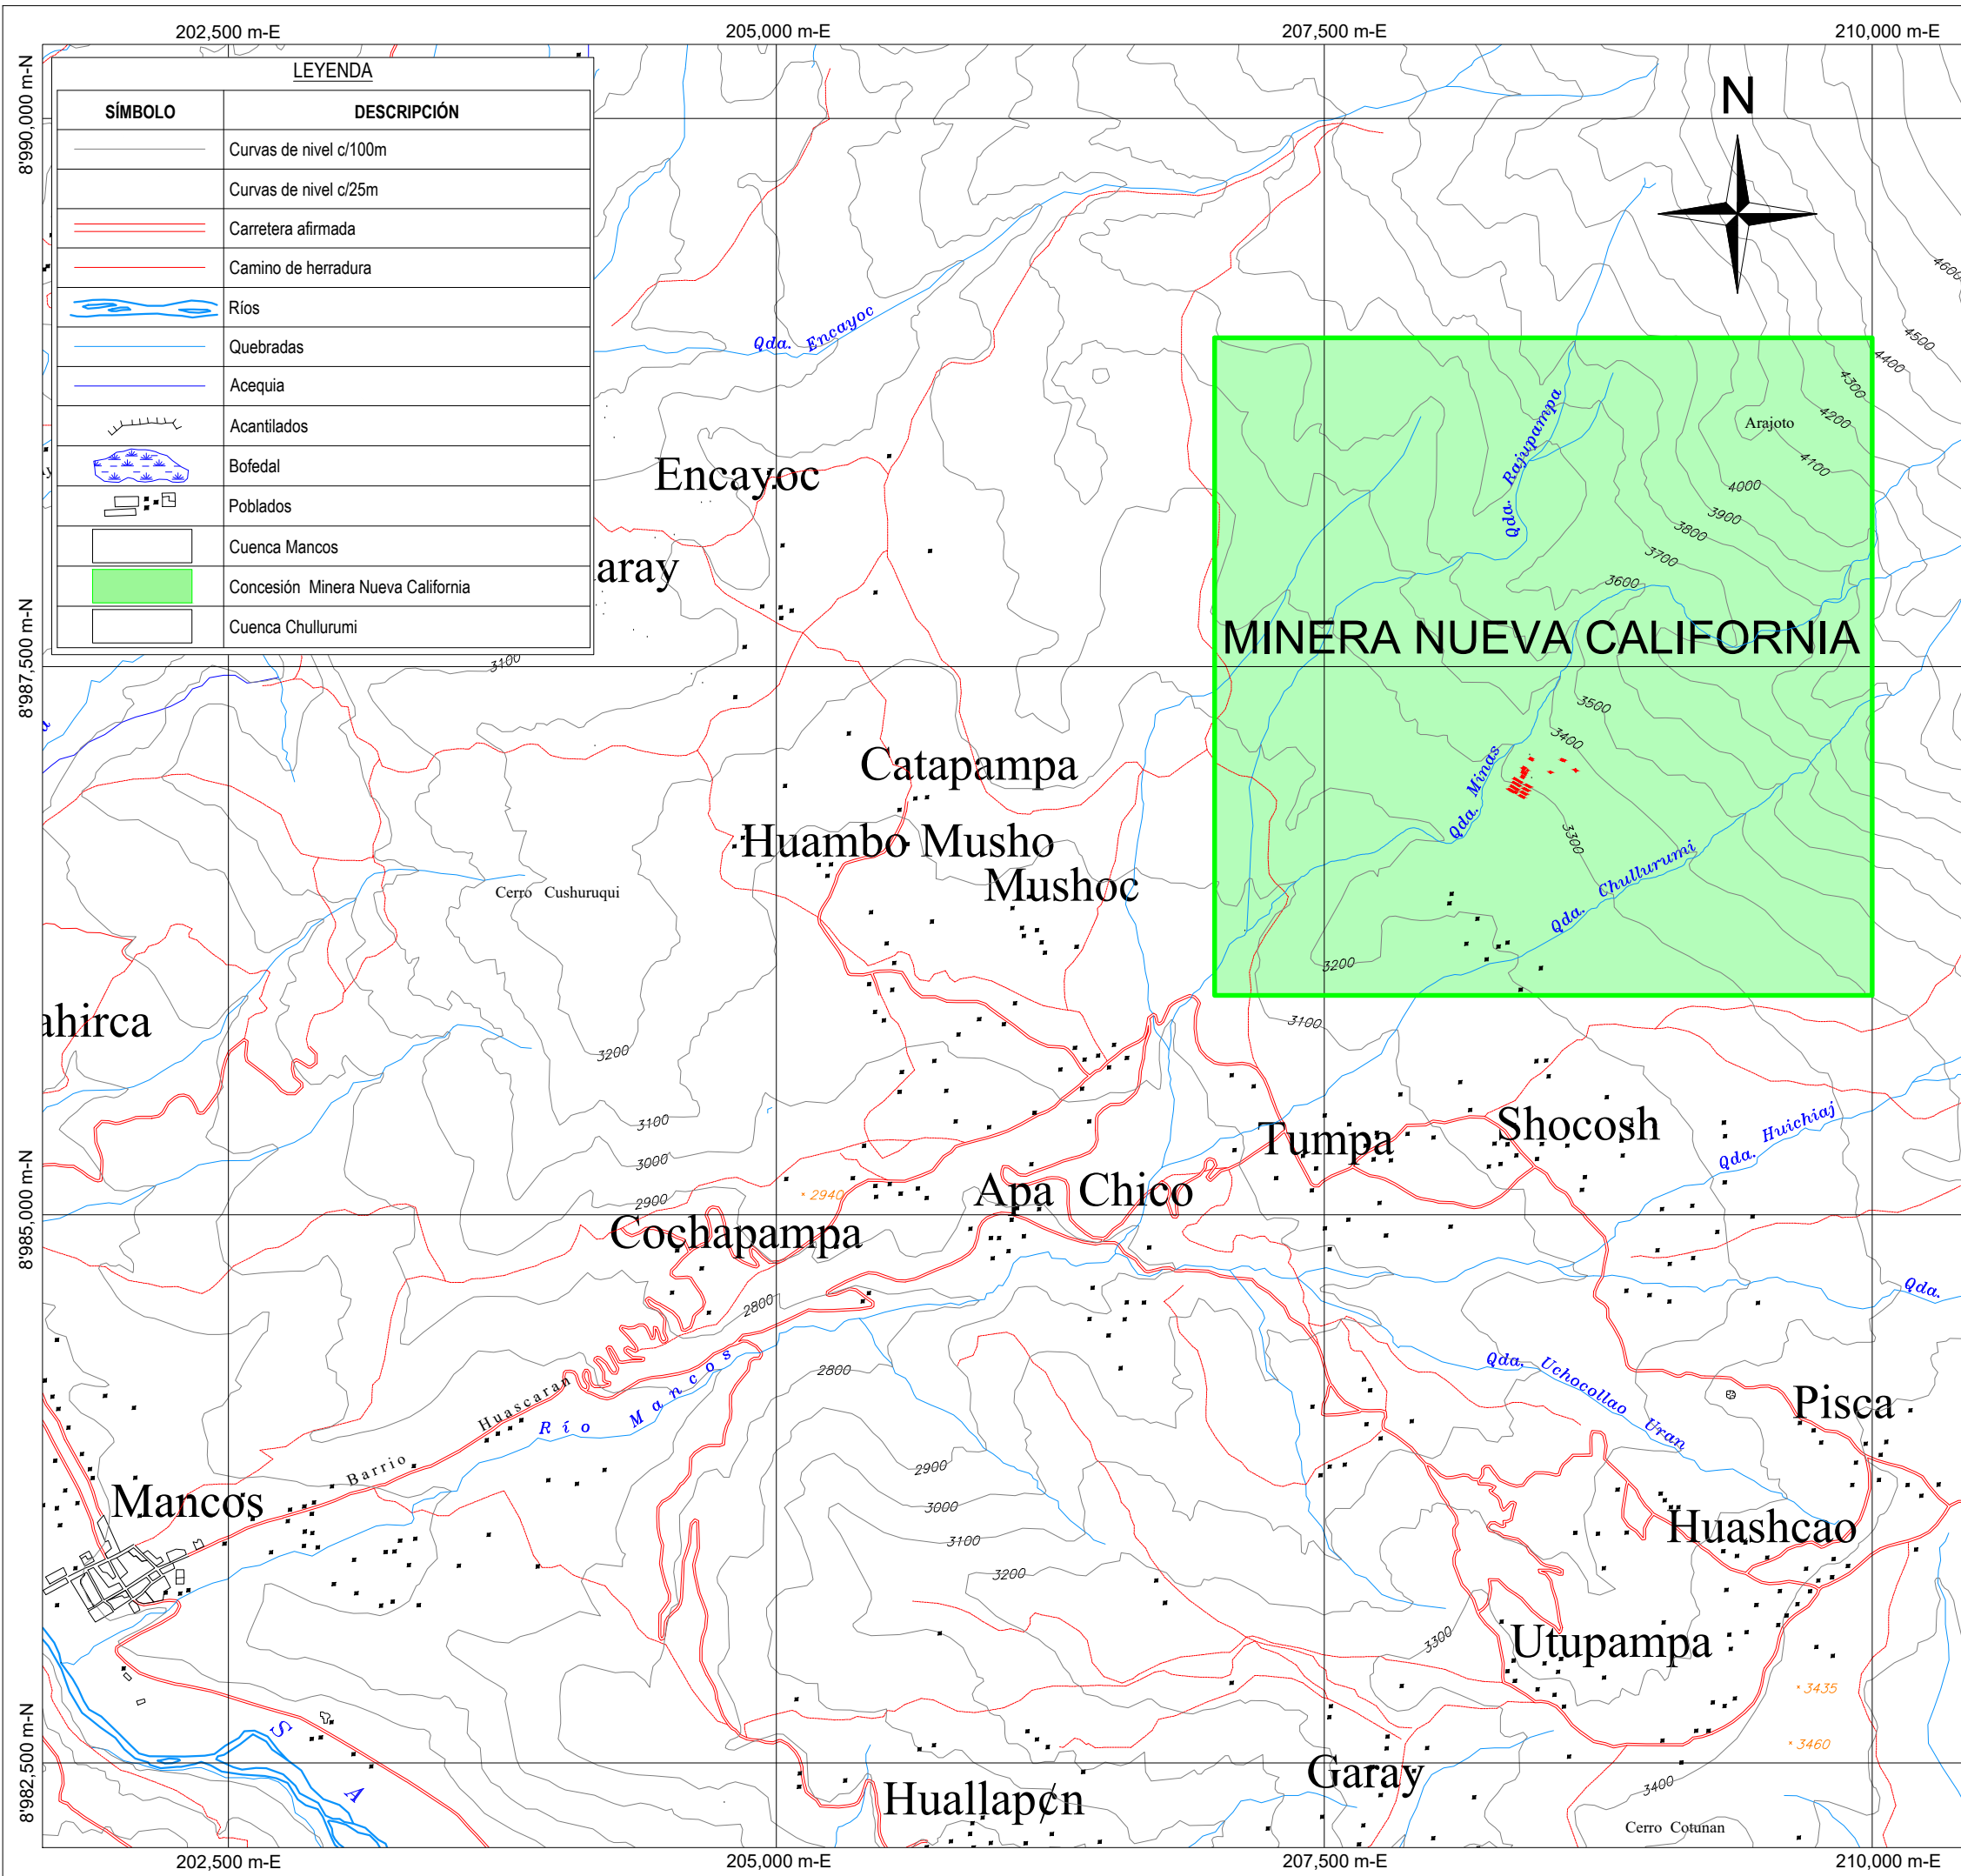 202,500 m-E
205,000 m-E
207,500 m-E
210,000 m-E
8'990,000 m-N
8'987,500 m-N
8'985,000 m-N
8'982,500 m-N
LEYENDA
SÍMBOLO DESCRIPCIÓN
Curvas de nivel c/100m
Curvas de nivel c/25m
Carretera afirmada
Camino de herradura
Ríos
Quebradas
Acequia
Acantilados
Bofedal
Poblados
Cuenca Mancos
Concesión Minera Nueva California
Cuenca Chullurumi
N
4600
4500
4400
4300
4200
4100
4000
3900
3800
3700
3600
3500
3400
3300
3200
3100
Qda. Encayoc
Qda. Rajupampa
Arajoto
Encayoc
aray
MINERA NUEVA CALIFORNIA
3100
Catapampa
Qda. Minas
Huambo Musho
Mushoc
Qda. Chullurumi
Cerro Cushuruqui
ahirca
3200
3100
3000
2900
2940
Tumpa
Shocosh
Qda. Huichiaj
Apa Chico
Cochapampa
2800
Qda.
2800
Qda. Uchocollao Uran
Barrio Huascaran
Río Mancos
Pisca
Mancos
2900
3000
3100
3200
Huashcao
3300
Utupampa
3435
3460
S
A
Garay
3400
Huallap¢n
Cerro Cotunan
202,500 m-E
205,000 m-E
207,500 m-E
210,000 m-E